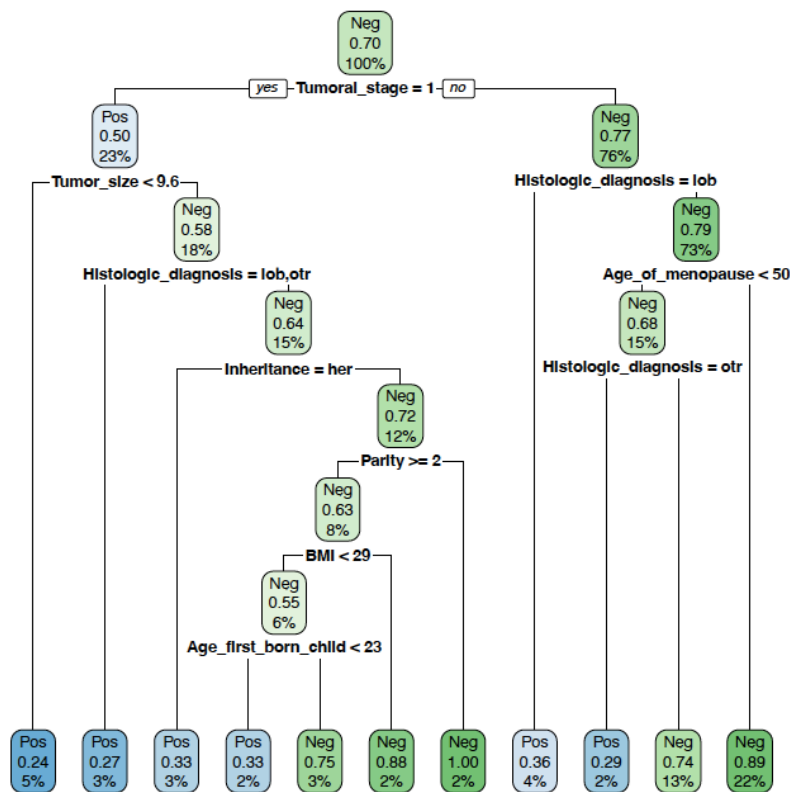 Neg
0.70
100%
yes Tumoral_stage = 1 no
Pos
0.50
23%
Neg
0.77
76%
Tumor_size < 9.6
Histologic_diagnosis = lob
Neg
0.58
18%
Neg
0.79
73%
Histologic_diagnosis = lob,otr
Age_of_menopause < 50
Neg
0.64
15%
Neg
0.68
15%
Inheritance = her
Histologic_diagnosis = otr
Neg
0.72
12%
Parity >= 2
Neg
0.63
8%
BMI < 29
Neg
0.55
6%
Age_first_born_child < 23
Pos
0.24
5%
Pos
0.27
3%
Pos
0.33
3%
Pos
0.33
2%
Neg
0.75
3%
Neg
0.88
2%
Neg
1.00
2%
Pos
0.36
4%
Pos
0.29
2%
Neg
0.74
13%
Neg
0.89
22%